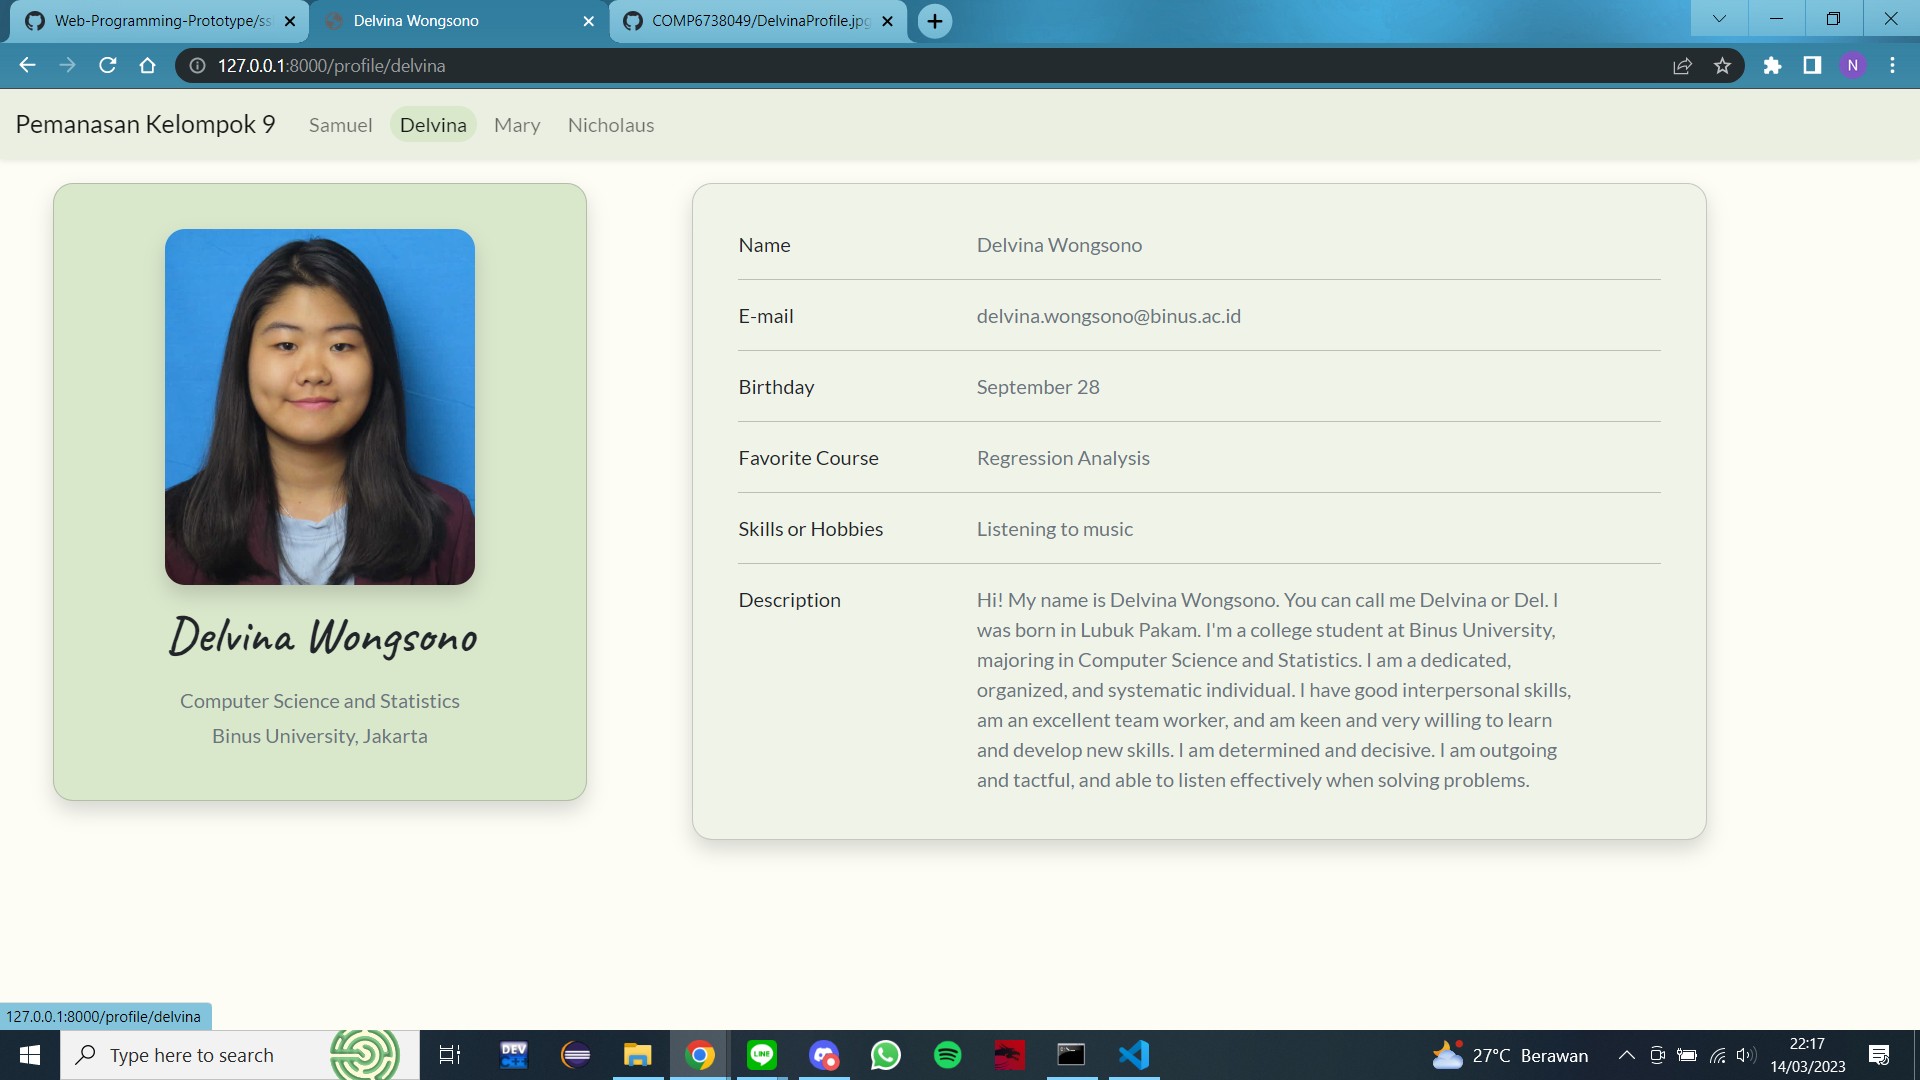 Web-Programming-Prototype/ss
Delvina Wongsono
COMP6738049/DelvinaProfile.jpg
127.0.0.1:8000/profile/delvina
N
Pemanasan Kelompok 9 Samuel Delvina Mary Nicholaus
Delvina Wongsono
Computer Science and Statistics
Binus University, Jakarta
Name Delvina Wongsono
E-mail delvina.wongsono@binus.ac.id
Birthday September 28
Favorite Course Regression Analysis
Skills or Hobbies Listening to music
Description Hi! My name is Delvina Wongsono. You can call me Delvina or Del. I
was born in Lubuk Pakam. I'm a college student at Binus University,
majoring in Computer Science and Statistics. I am a dedicated,
organized, and systematic individual. I have good interpersonal skills,
am an excellent team worker, and am keen and very willing to learn
and develop new skills. I am determined and decisive. I am outgoing
and tactful, and able to listen effectively when solving problems.
127.0.0.1:8000/profile/delvina
Type here to search
DEV
C++
LINE
27°C Berawan
22:17
14/03/2023